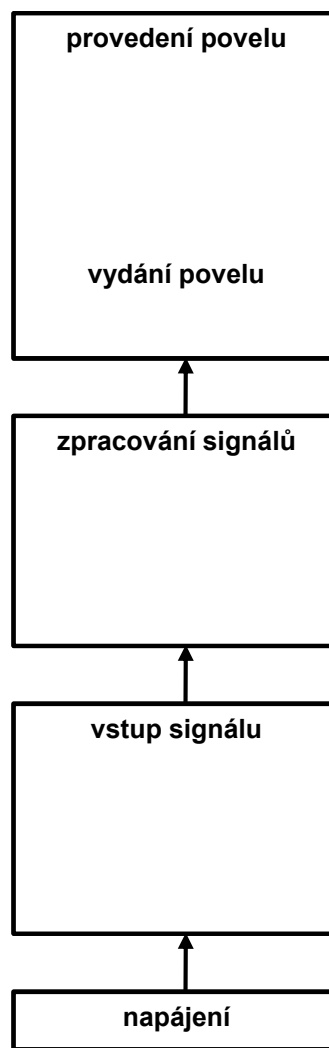 provedení povelu
vydání povelu
zpracování signálů
vstup signálu
napájení